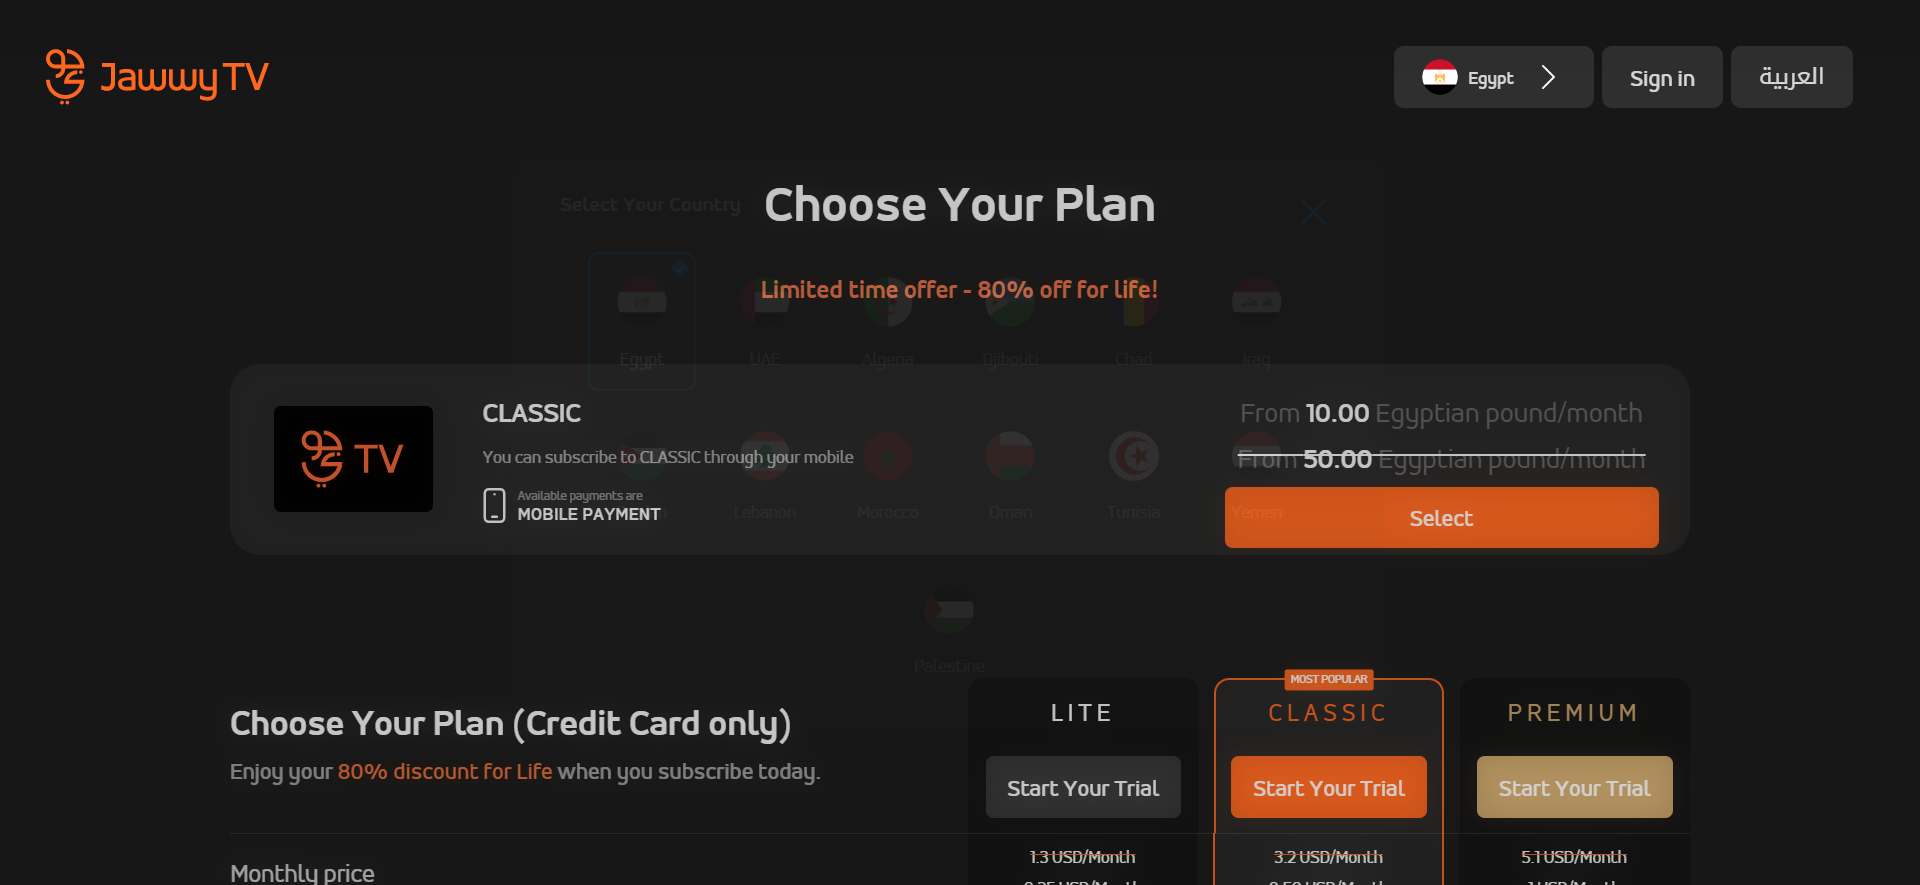 Jawwy TV
Egypt
Sign in
العربية
Choose Your Plan
Select Your Country
Limited time offer - 80% off for life!
Egypt
UAE
Algeria
Djibouti
Chad
Iraq
CLASSIC
From 10.00 Egyptian pound/month
You can subscribe to CLASSIC through your mobile
From 50.00 Egyptian pound/month
TV
Available payments are
MOBILE PAYMENT
Lebanon
Morocco
Oman
Tunisia
Yemen
Select
Palestine
MOST POPULAR
Choose Your Plan (Credit Card only)
Enjoy your 80% discount for Life when you subscribe today.
LITE
CLASSIC
PREMIUM
Start Your Trial
Start Your Trial
Start Your Trial
Monthly price
1.3 USD/Month
3.2 USD/Month
5.1 USD/Month